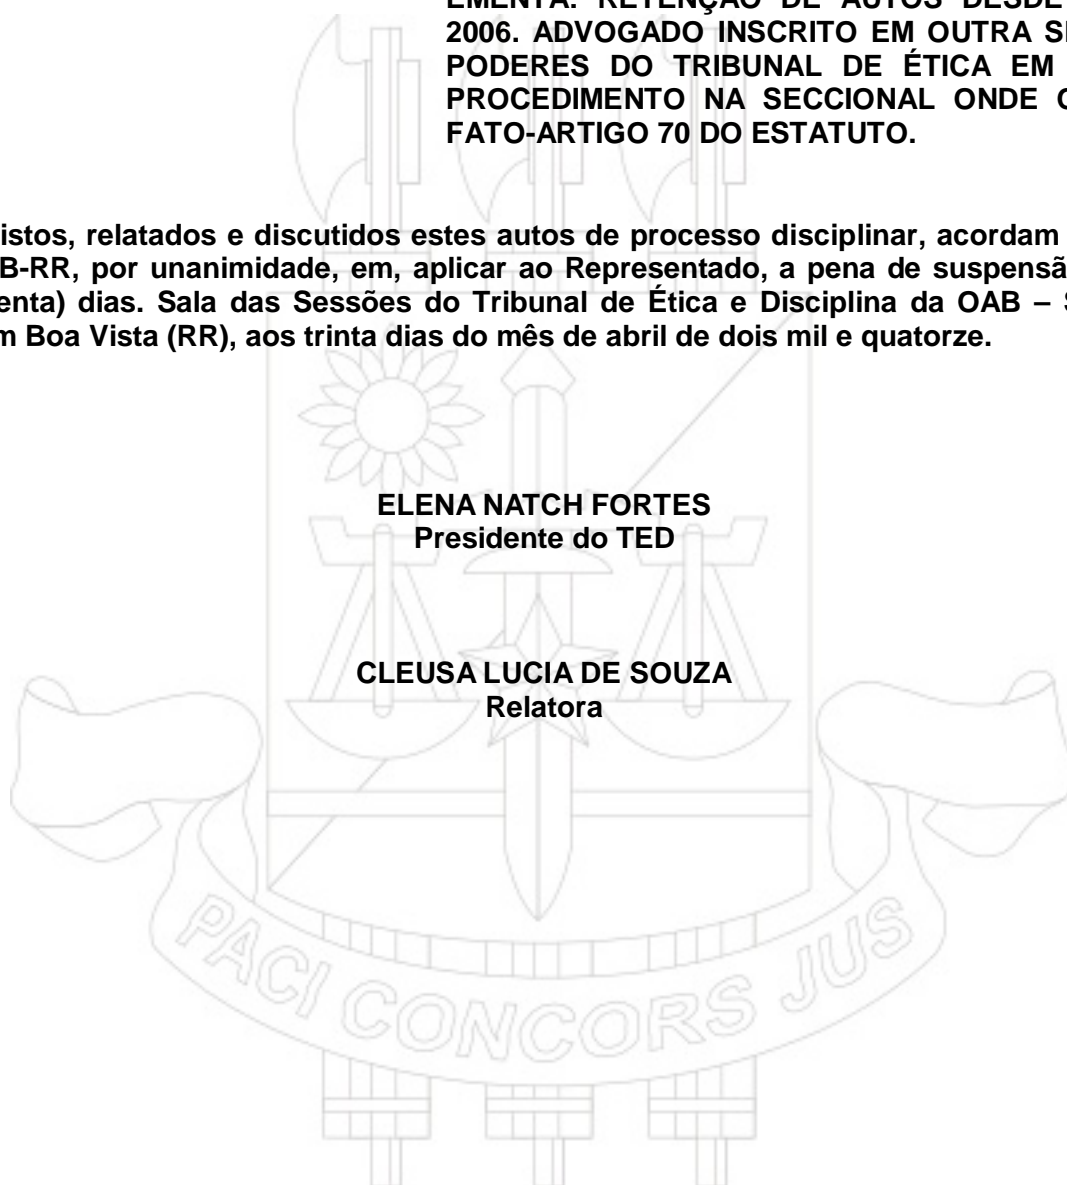 EMENTA: RETENÇÃO DE AUTOS DESDE
2006. ADVOGADO INSCRITO EM OUTRA
PODERES DO TRIBUNAL DE ÉTICA EM
PROCEDIMENTO NA SECCIONAL ONDE
FATO-ARTIGO 70 DO ESTATUTO.
istos, relatados e discutidos estes autos de processo disciplinar, acordam
B-RR, por unanimidade, em, aplicar ao Representado, a pena de
enta) dias. Sala das Sessões do Tribunal de Ética e Disciplina da OAB –
m Boa Vista (RR), aos trinta dias do mês de abril de dois mil e quatorze.
ELENA NATCH FORTES
Presidente do TED
CLEUSA LUCIA DE SOUZA
Relatora
PACI CONCORS JUS